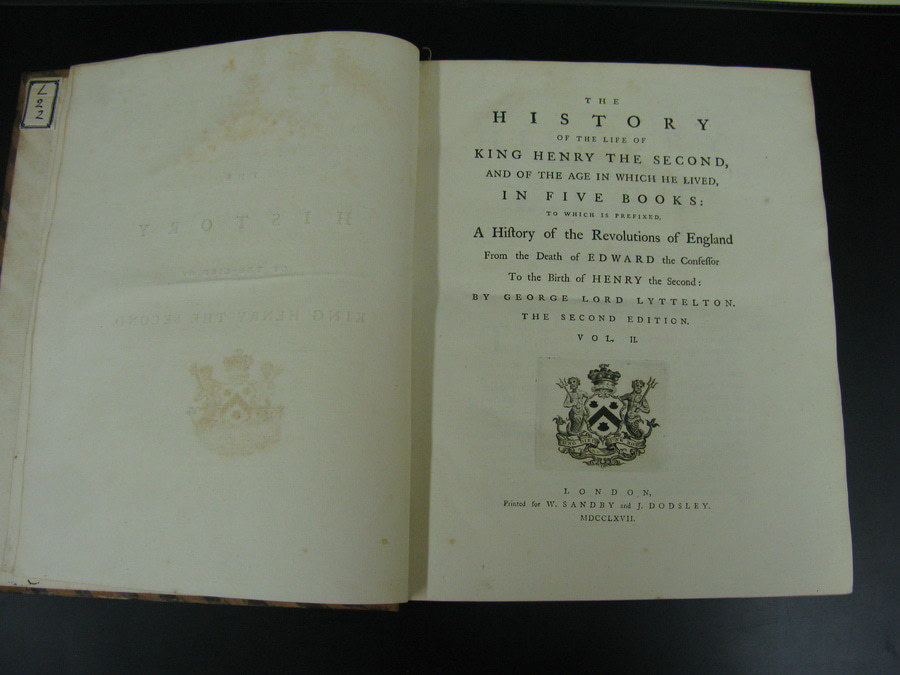 L
2
2
THE
HISTORY
OF THE LIFE OF
KING HENRY THE SECOND,
AND OF THE AGE IN WHICH HE LIVED,
IN FIVE BOOKS:
TO WHICH IS PREFIXED,
A Hiſtory of the Revolutions of England
From the Death of EDWARD the Confeſſor
To the Birth of HENRY the Second:
BY GEORGE LORD LYTTELTON.
THE SECOND EDITION.
VOL. II.
LONDON,
Printed for W. SANDBY and J. DODSLEY.
MDCCLXVII.